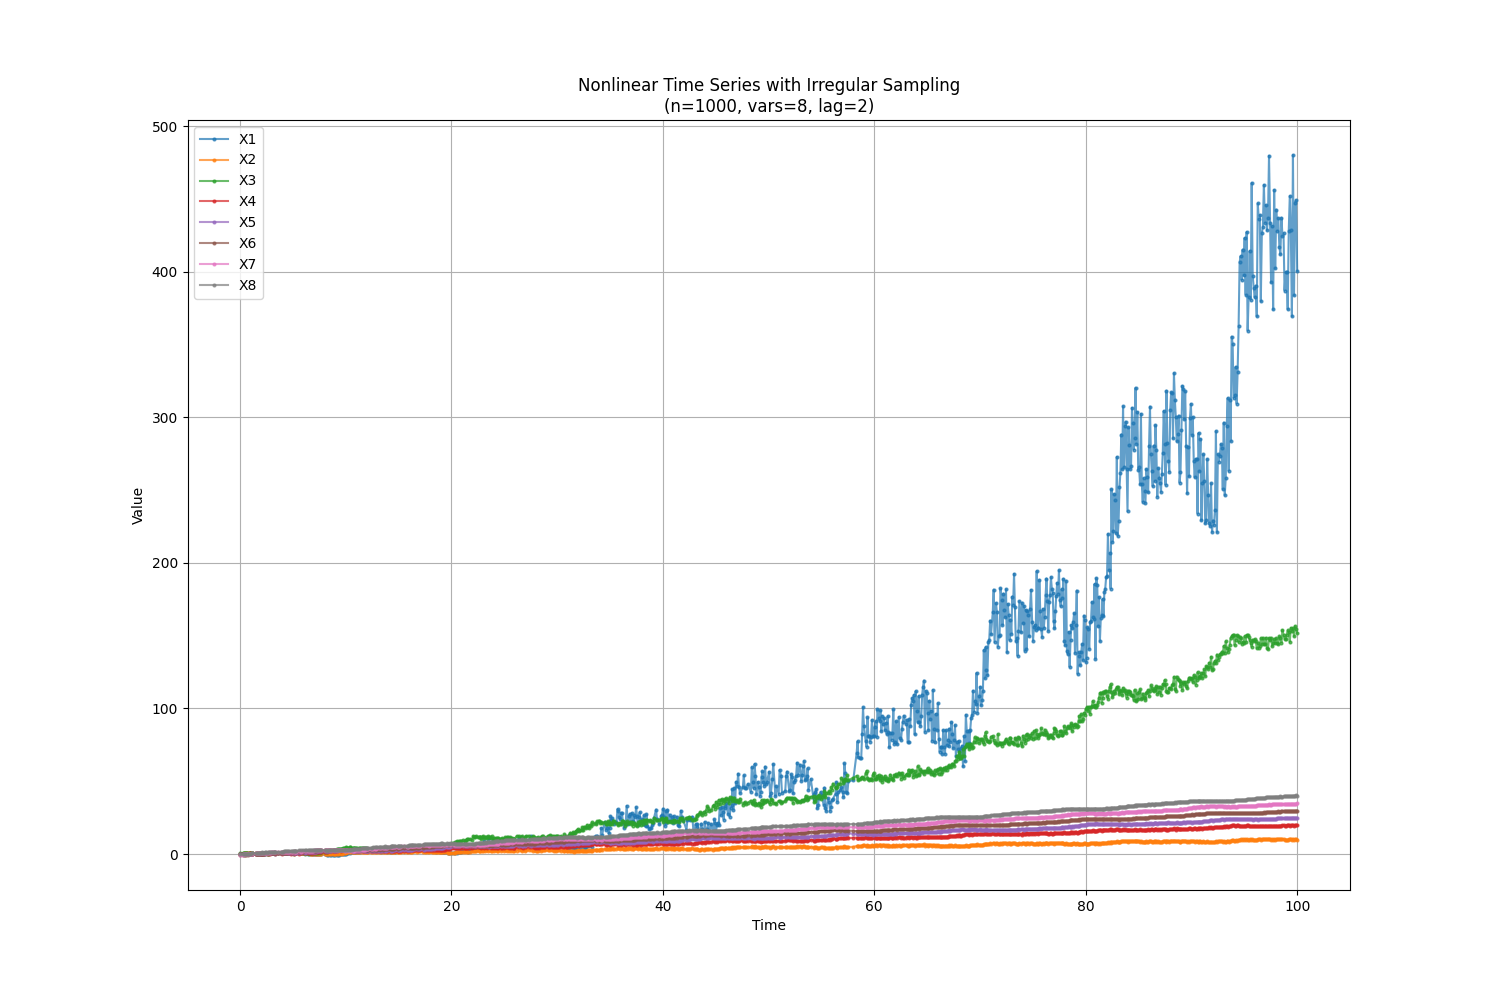 Nonlinear Time Series with Irregular Sampling
(n=1000, vars=8, lag=2)
500
400
300
200
100
0
Value
X1
X2
X3
X4
X5
X6
X7
X8
0 20 40 60 80 100
Time